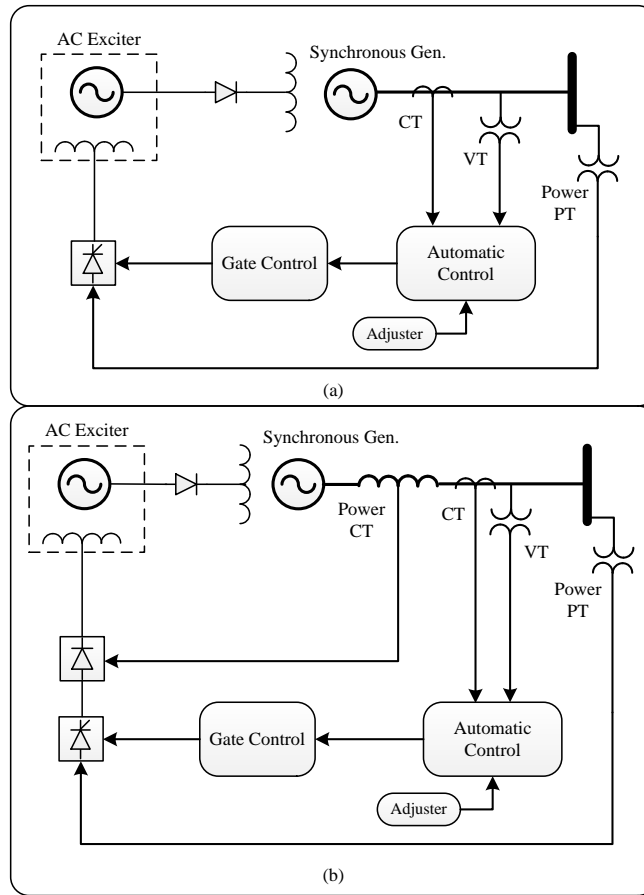 AC Exciter
Synchronous Gen.
CT
VT
Power
PT
Gate Control
Automatic
Control
Adjuster
(a)
AC Exciter
Synchronous Gen.
Power
CT
CT
VT
Power
PT
Gate Control
Automatic
Control
Adjuster
(b)